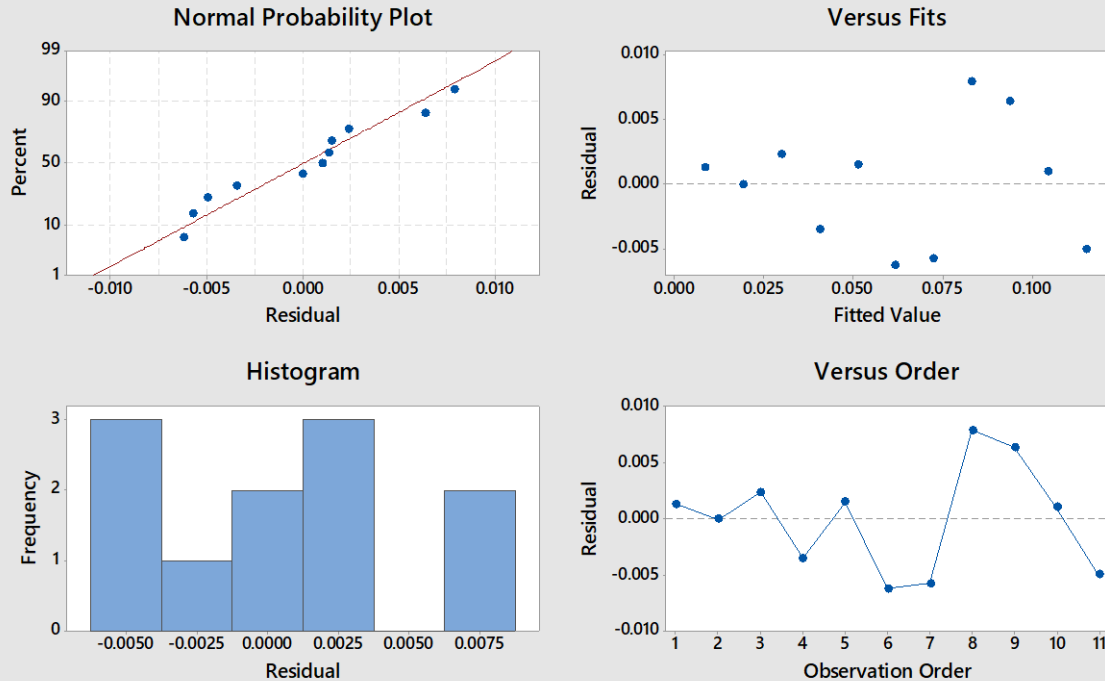 Normal Probability Plot
99
90
50
10
1
Percent
-0.010 -0.005 0.000 0.005 0.010
Residual
Versus Fits
0.010
0.005
0.000
-0.005
Residual
0.000 0.025 0.050 0.075 0.100
Fitted Value
Histogram
3
2
1
0
Frequency
-0.0050 -0.0025 0.0000 0.0025 0.0050 0.0075
Residual
Versus Order
0.010
0.005
0.000
-0.005
-0.010
Residual
1 2 3 4 5 6 7 8 9 10 11
Observation Order